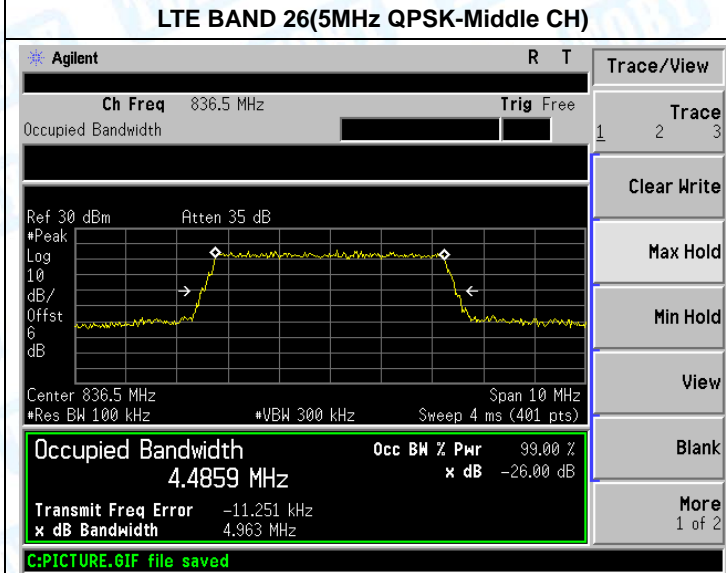 LTE BAND 26(5MHz QPSK-Middle CH)
Agilent R T
Trace/View
Ch Freq 836.5 MHz Trig Free
Occupied Bandwidth
Trace
1 2 3
Clear Write
Ref 30 dBm Atten 35 dB
#Peak
Log
10
dB/
Offst
6
dB
Max Hold
Min Hold
View
Center 836.5 MHz Span 10 MHz
#Res BW 100 kHz #VBW 300 kHz Sweep 4 ms (401 pts)
Occupied Bandwidth Occ BW % Pwr 99.00 %
4.4859 MHz x dB -26.00 dB
Blank
Transmit Freq Error -11.251 kHz
x dB Bandwidth 4.963 MHz
More
1 of 2
C:PICTURE.GIF file saved